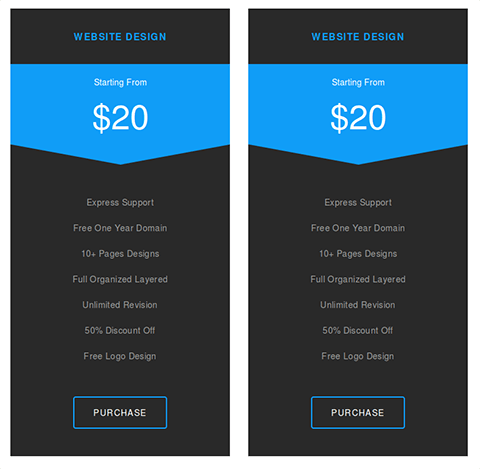 WEBSITE DESIGN
Starting From
$20
Express Support
Free One Year Domain
10+ Pages Designs
Full Organized Layered
Unlimited Revision
50% Discount Off
Free Logo Design
PURCHASE
WEBSITE DESIGN
Starting From
$20
Express Support
Free One Year Domain
10+ Pages Designs
Full Organized Layered
Unlimited Revision
50% Discount Off
Free Logo Design
PURCHASE